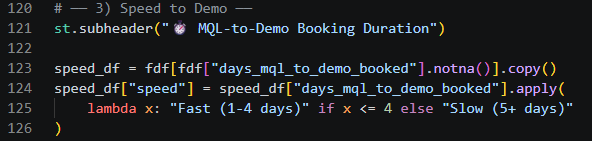 120 # —— 3) Speed to Demo ——
121 st.subheader("⏱️ MQL-to-Demo Booking Duration")
122
123 speed_df = fdf[fdf["days_mql_to_demo_booked"].notna()].copy()
124 speed_df["speed"] = speed_df["days_mql_to_demo_booked"].apply(
125     lambda x: "Fast (1-4 days)" if x <= 4 else "Slow (5+ days)"
126 )